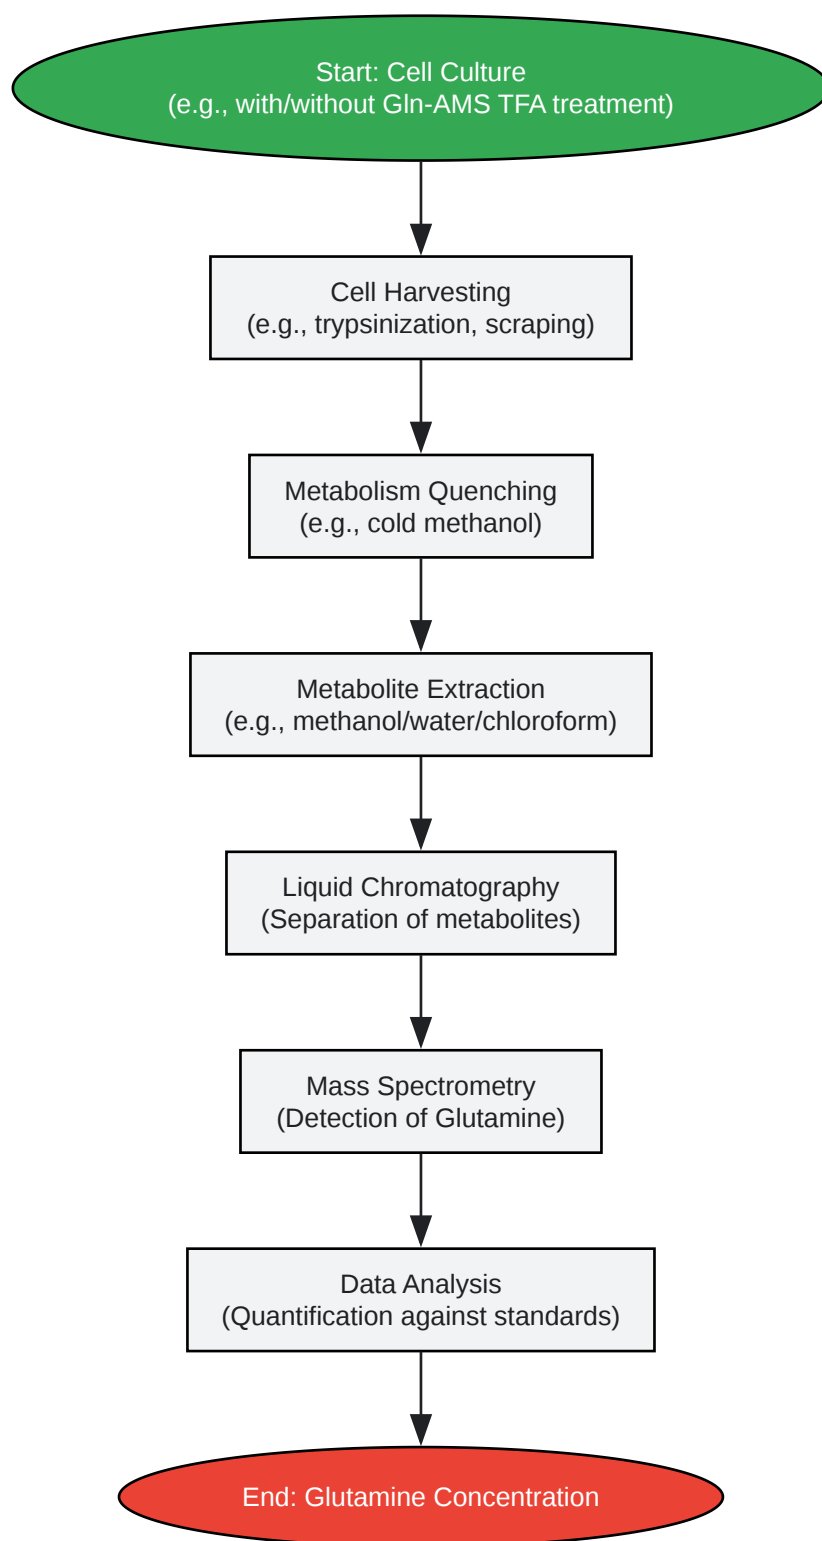 Start: Cell Culture
(e.g., with/without Gln-AMS TFA treatment)
Cell Harvesting
(e.g., trypsinization, scraping)
Metabolism Quenching
(e.g., cold methanol)
Metabolite Extraction
(e.g., methanol/water/chloroform)
Liquid Chromatography
(Separation of metabolites)
Mass Spectrometry
(Detection of Glutamine)
Data Analysis
(Quantification against standards)
End: Glutamine Concentration